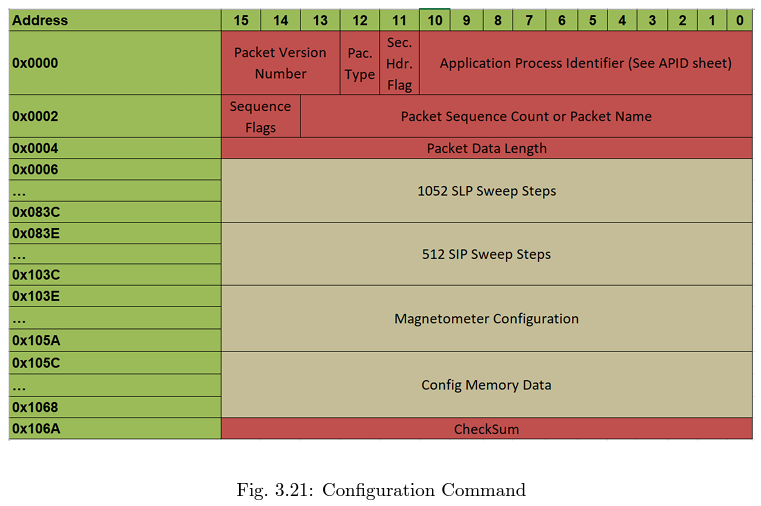 Address 15 14 13 12 11 10 9 8 7 6 5 4 3 2 1 0
0x0000
Packet Version
Number
Pac.
Type
Sec.
Hdr.
Flag
Application Process Identifier (See APID sheet)
0x0002
Sequence
Flags
Packet Sequence Count or Packet Name
0x0004
Packet Data Length
0x0006
...
0x083C
1052 SLP Sweep Steps
0x083E
...
0x103C
512 SIP Sweep Steps
0x103E
...
0x105A
Magnetometer Configuration
0x105C
...
0x1068
Config Memory Data
0x106A
CheckSum
Fig. 3.21: Configuration Command